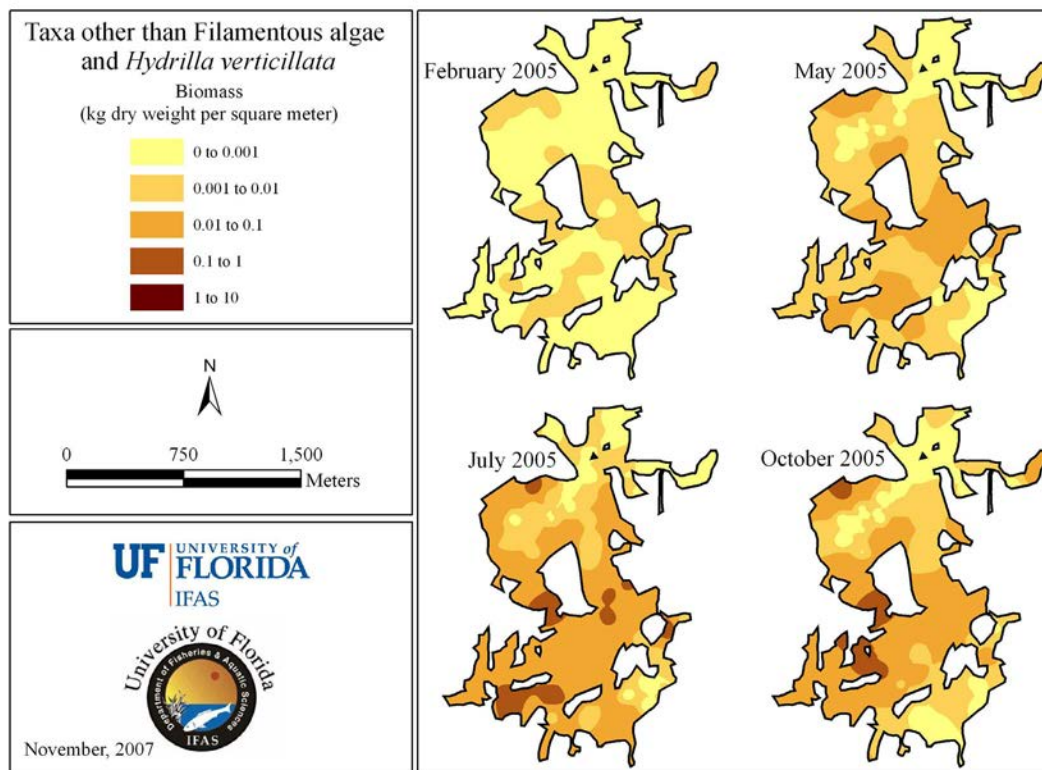 Taxa other than Filamentous algae
and Hydrilla verticillata
Biomass
(kg dry weight per square meter)
0 to 0.001
0.001 to 0.01
0.01 to 0.1
0.1 to 1
1 to 10
N
0 750 1,500
Meters
UF UNIVERSITY of
FLORIDA
IFAS
University of Florida
Department of Fisheries & Aquatic Sciences
IFAS
November, 2007
February 2005
May 2005
July 2005
October 2005